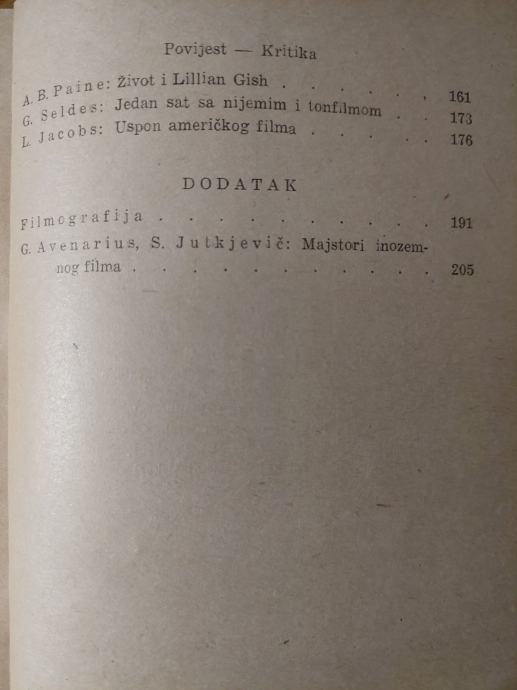 Povijest — Kritika
A. B. Paine: Život i Lillian Gish . . . . . . 161
G. Seldes: Jedan sat sa nijemim i tonfilmom . . 173
L. Jacobs: Uspon američkog filma . . . . . 176
DODATAK
Filmografija . . . . . . . . . . 191
G. Avenarius, S. Jutkjevič: Majstori inozem-
nog filma . . . . . . . . . . . 205